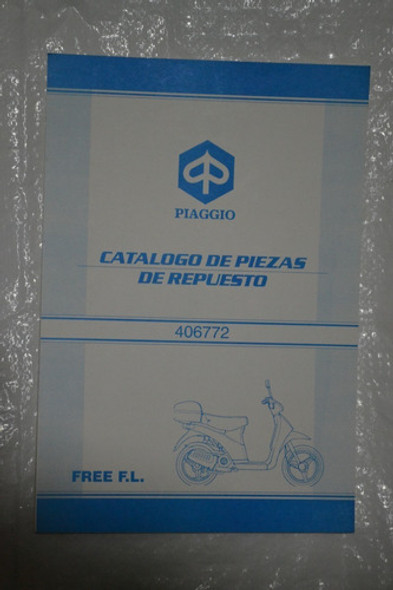 PIAGGIO
CATALOGO DE PIEZAS
DE REPUESTO
406772
FREE F.L.